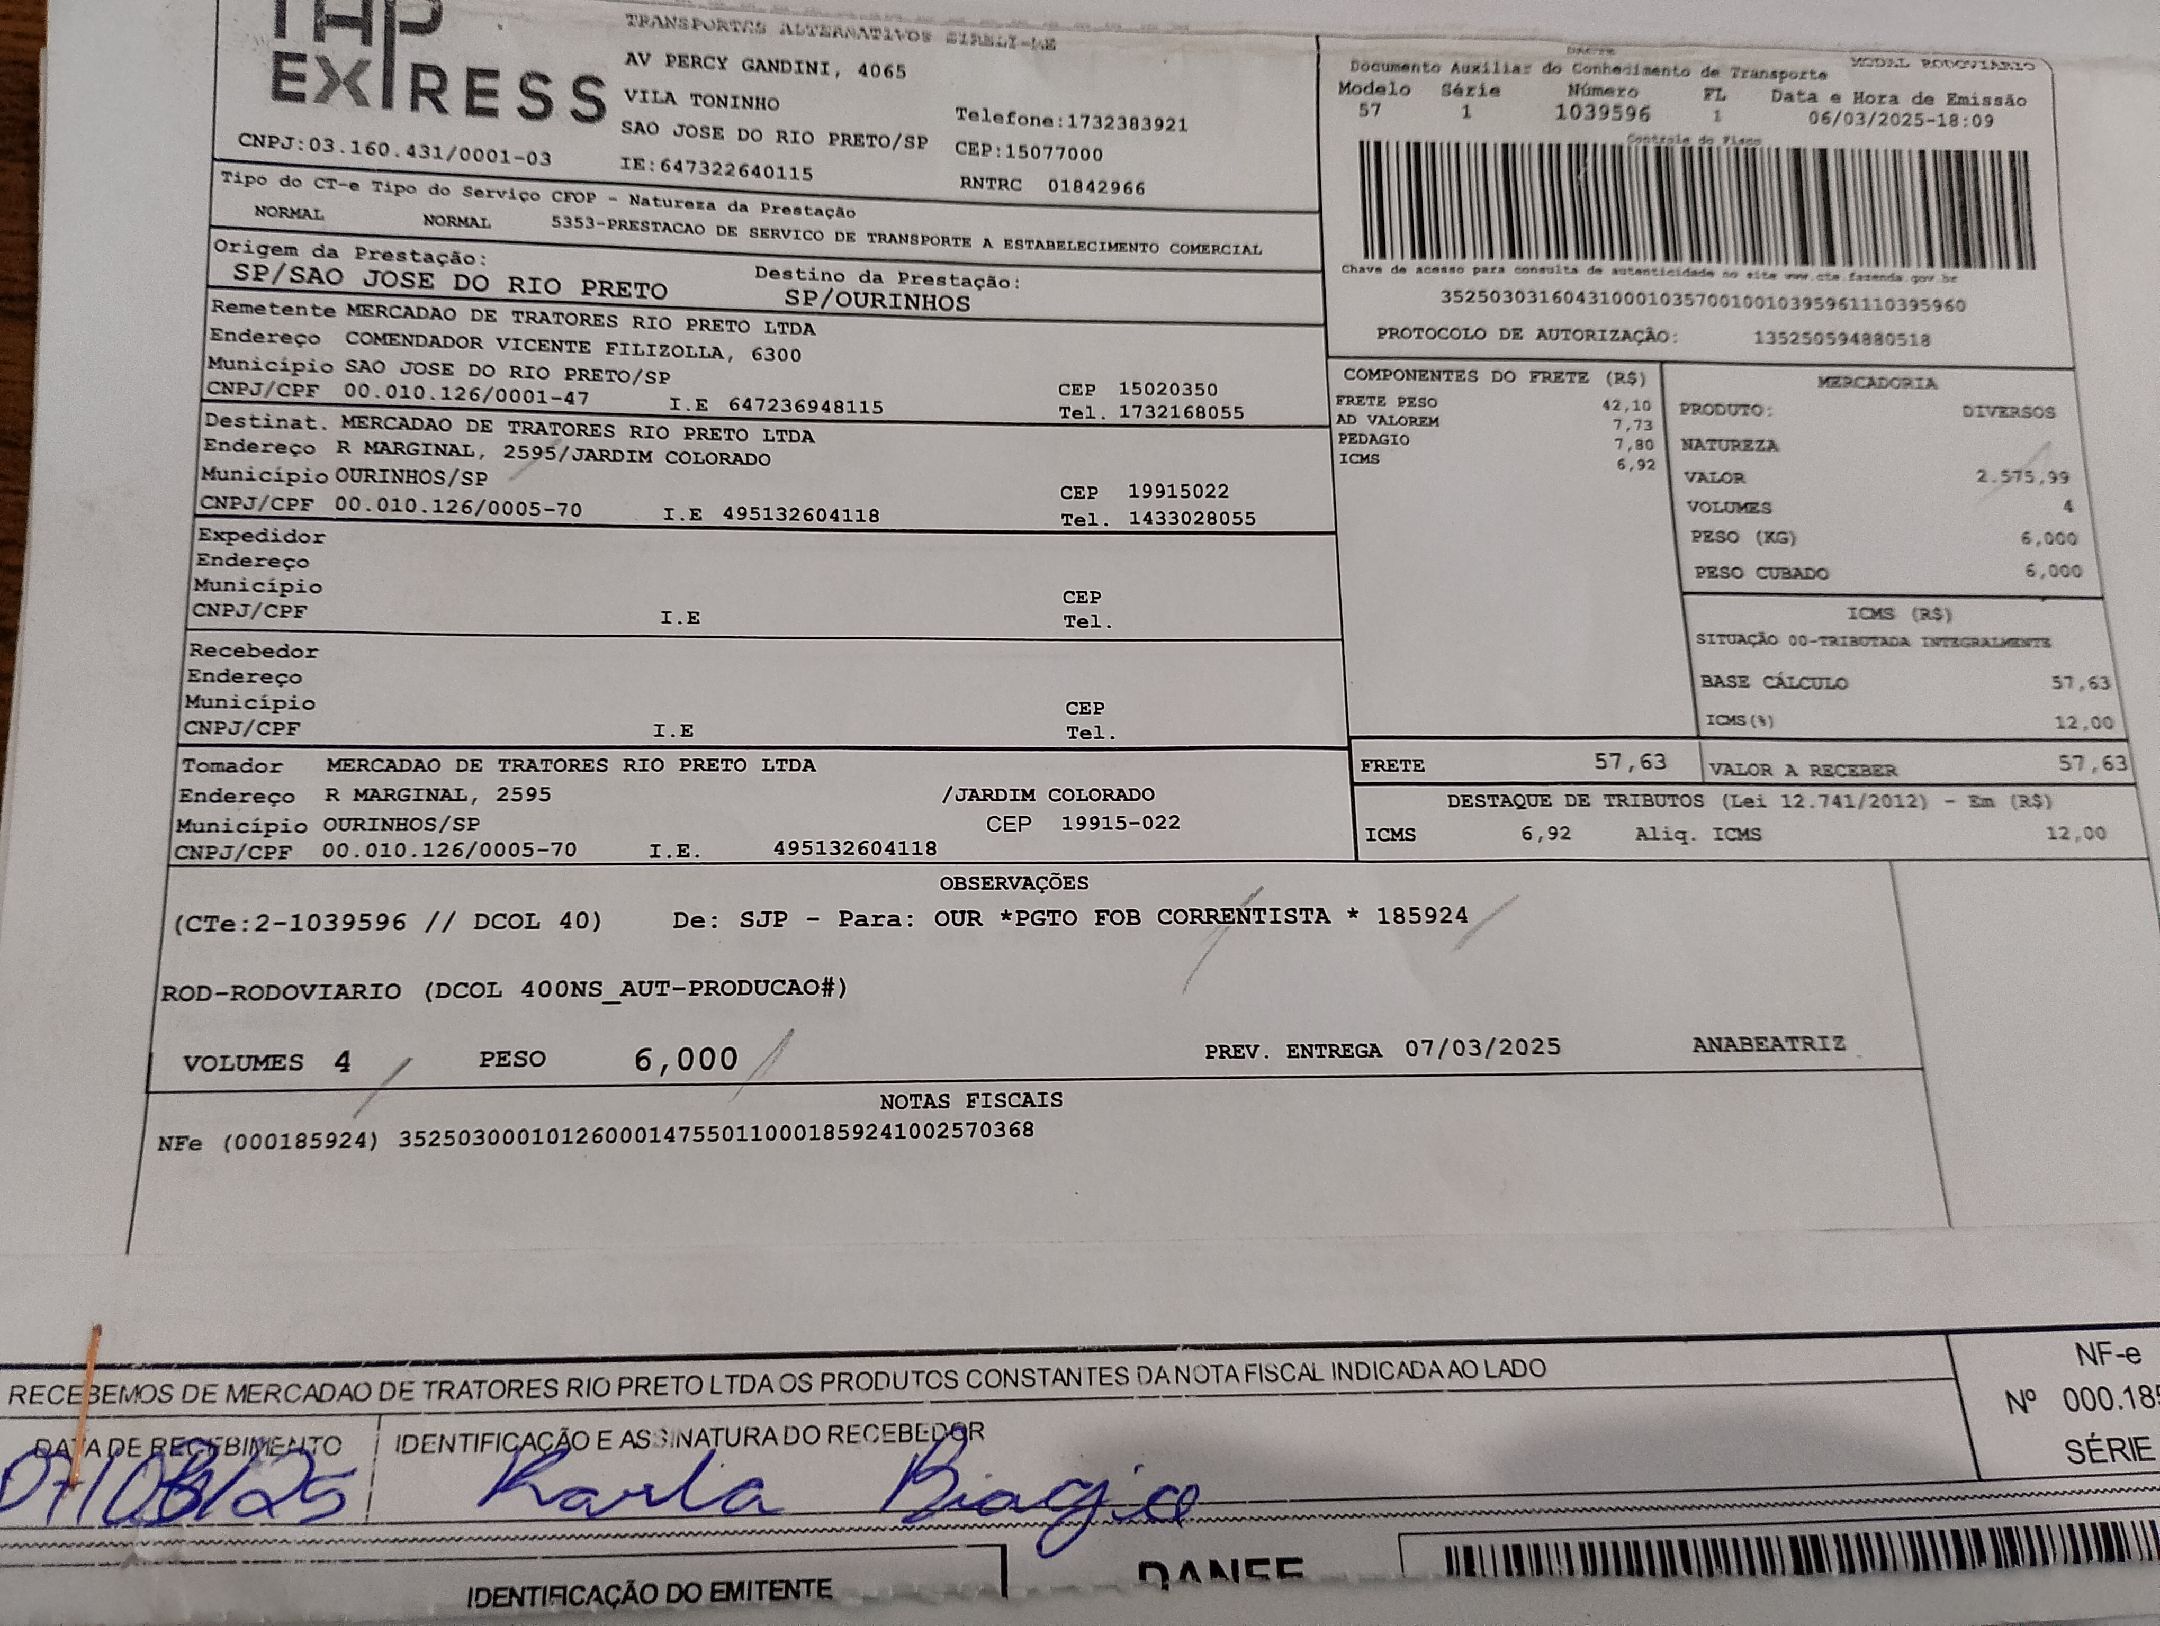 TAP
EXPRESS
TRANSPORTES ALTERNATIVOS EIRELI-ME
AV PERCY GANDINI, 4065
VILA TONINHO
SAO JOSE DO RIO PRETO/SP
IE:647322640115
Telefone:1732383921
CEP:15077000
RNTRC 01842966
CNPJ:03.160.431/0001-03
DACTE
MODAL RODOVIARIO
Documento Auxiliar do Conhecimento de Transporte
Modelo Série Número FL Data e Hora de Emissão
57 1 1039596 1 06/03/2025-18:09
Controle do Fisco
Chave de acesso para consulta de autenticidade no site www.cte.fazenda.gov.br
35250303160431000103570010010395961110395960
PROTOCOLO DE AUTORIZAÇÃO: 135250594880518
Tipo do CT-e Tipo do Serviço CFOP - Natureza da Prestação
NORMAL NORMAL 5353-PRESTACAO DE SERVICO DE TRANSPORTE A ESTABELECIMENTO COMERCIAL
Origem da Prestação: Destino da Prestação:
SP/SAO JOSE DO RIO PRETO SP/OURINHOS
Remetente MERCADAO DE TRATORES RIO PRETO LTDA
Endereço COMENDADOR VICENTE FILIZOLLA, 6300
Município SAO JOSE DO RIO PRETO/SP CEP 15020350
CNPJ/CPF 00.010.126/0001-47 I.E 647236948115 Tel. 1732168055
Destinat. MERCADAO DE TRATORES RIO PRETO LTDA
Endereço R MARGINAL, 2595/JARDIM COLORADO
Município OURINHOS/SP CEP 19915022
CNPJ/CPF 00.010.126/0005-70 I.E 495132604118 Tel. 1433028055
Expedidor
Endereço
Município CEP
CNPJ/CPF I.E Tel.
Recebedor
Endereço
Município CEP
CNPJ/CPF I.E Tel.
Tomador MERCADAO DE TRATORES RIO PRETO LTDA
Endereço R MARGINAL, 2595 /JARDIM COLORADO
Município OURINHOS/SP CEP 19915-022
CNPJ/CPF 00.010.126/0005-70 I.E. 495132604118
COMPONENTES DO FRETE (R$)
FRETE PESO 42,10
AD VALOREM 7,73
PEDAGIO 7,80
ICMS 6,92
MERCADORIA
PRODUTO: DIVERSOS
NATUREZA
VALOR 2.575,99
VOLUMES 4
PESO (KG) 6,000
PESO CUBADO 6,000
ICMS (R$)
SITUAÇÃO 00-TRIBUTADA INTEGRALMENTE
BASE CÁLCULO 57,63
ICMS(%) 12,00
FRETE 57,63 VALOR A RECEBER 57,63
DESTAQUE DE TRIBUTOS (Lei 12.741/2012) - Em (R$)
ICMS 6,92 Aliq. ICMS 12,00
OBSERVAÇÕES
(CTe:2-1039596 // DCOL 40) De: SJP - Para: OUR *PGTO FOB CORRENTISTA * 185924
ROD-RODOVIARIO (DCOL 400NS_AUT-PRODUCAO#)
VOLUMES 4 PESO 6,000 PREV. ENTREGA 07/03/2025 ANABEATRIZ
NOTAS FISCAIS
NFe (000185924) 35250300010126000147550110001859241002570368
RECEBEMOS DE MERCADAO DE TRATORES RIO PRETO LTDA OS PRODUTOS CONSTANTES DA NOTA FISCAL INDICADA AO LADO
NF-e
Nº 000.185
SÉRIE
DATA DE RECEBIMENTO IDENTIFICAÇÃO E ASSINATURA DO RECEBEDOR
07/03/25 Karla Biagio
IDENTIFICAÇÃO DO EMITENTE
DANFE